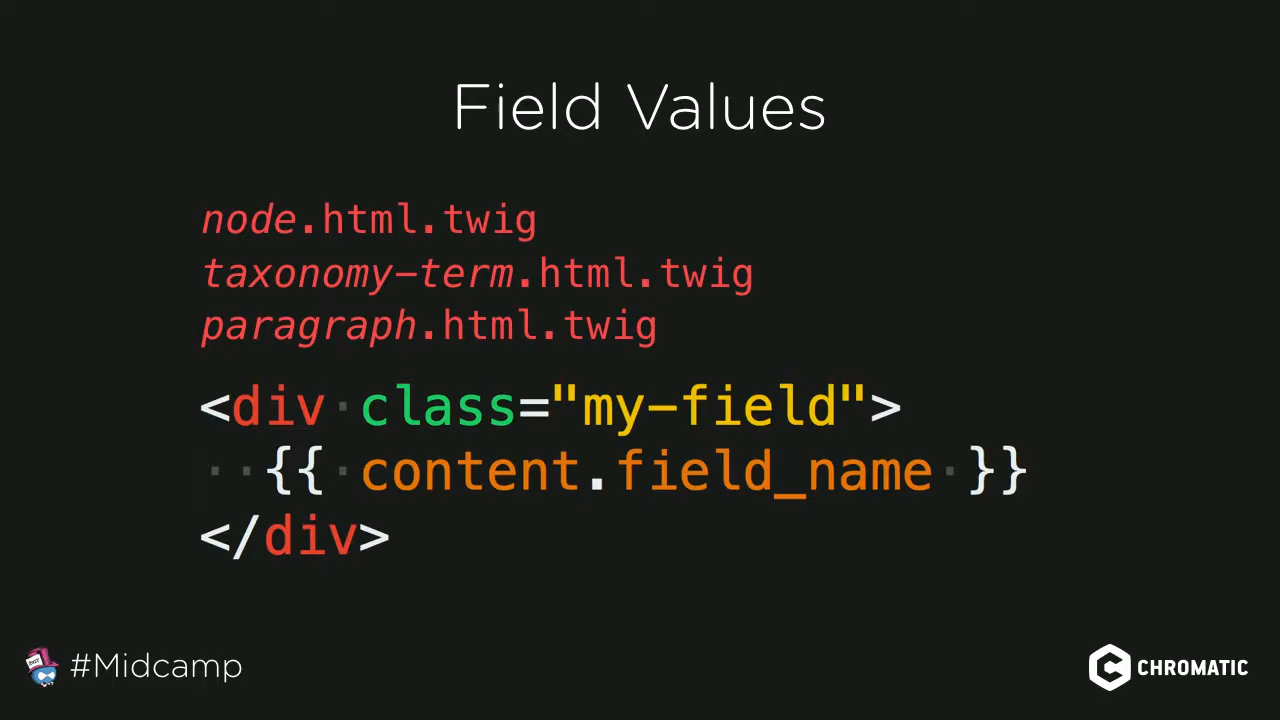 Field Values
node.html.twig
taxonomy-term.html.twig
paragraph.html.twig
<div class="my-field">
  {{ content.field_name }}
</div>
#Midcamp
CHROMATIC